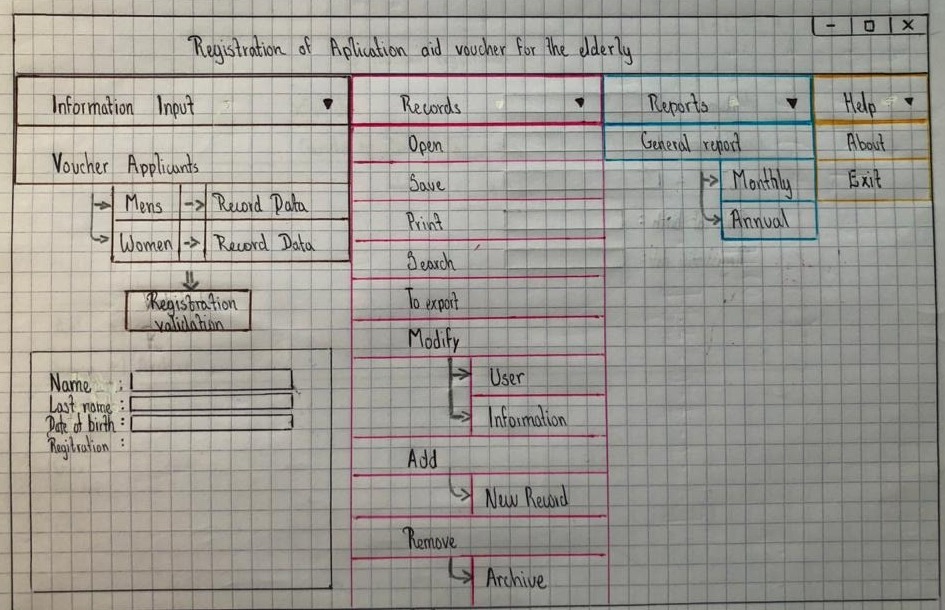 Registration of Aplication aid voucher for the elderly
Information Input
Voucher Applicants
Mens -> Record Data
Women -> Record Data
Registration
validation
Name :
Last name :
Date of birth :
Regitration :
Records
Open
Save
Print
Search
To export
Modify
User
Information
Add
New Record
Remove
Archive
Reports
General report
Monthly
Annual
Help
About
Exit